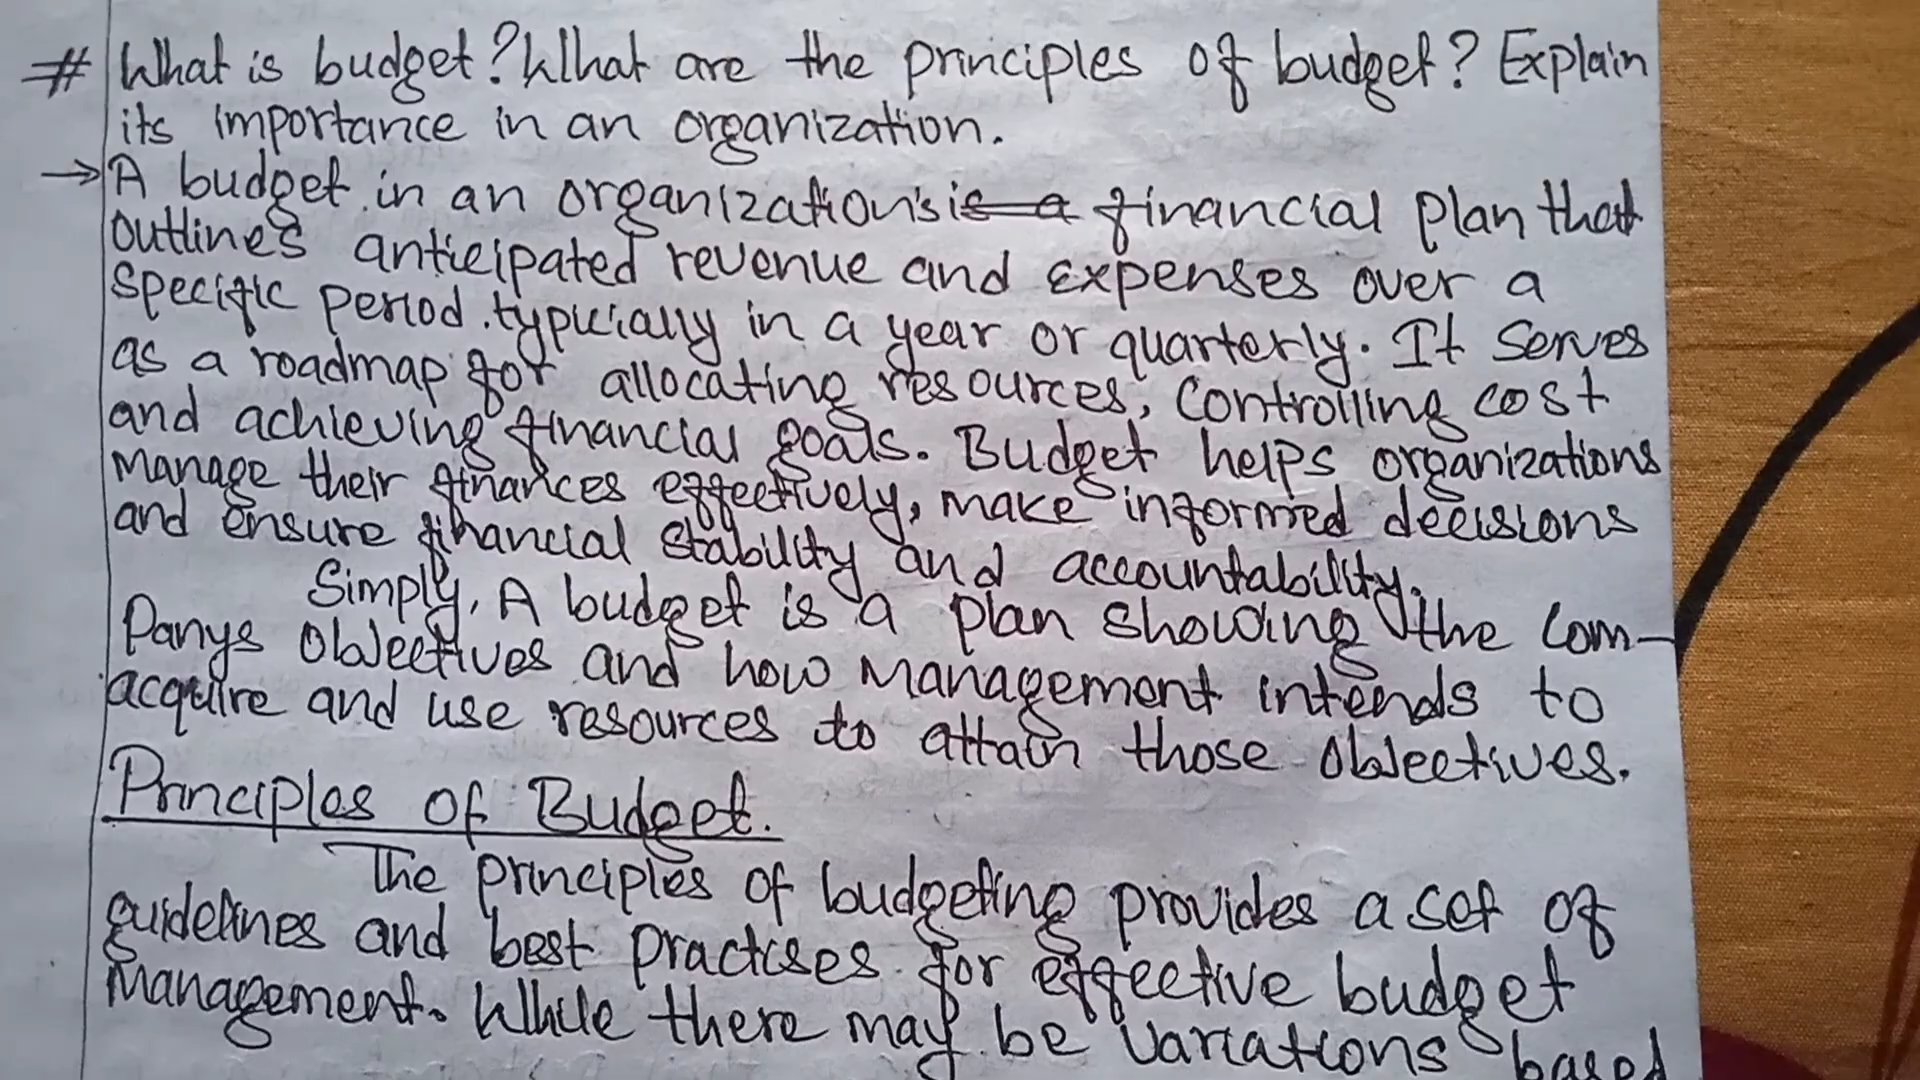 # What is budget? What are the principles of budget? Explain
its importance in an organization.
→ A budget in an organization's is a financial plan that
outlines anticipated revenue and expenses over a
specific period. typicially in a year or quarterly. It serves
as a roadmap for allocating resources, controlling cost
and achieving financial goals. Budget helps organizations
manage their finances effectively, make informed decisions
and ensure financial stability and accountability.
Simply, A budget is a plan showing the com-
panys objectives and how management intends to
acquire and use resources to attain those objectives.
Principles of Budget.
The principles of budgeting provides a set of
guidelines and best practises for effective budget
management. While there may be variations based